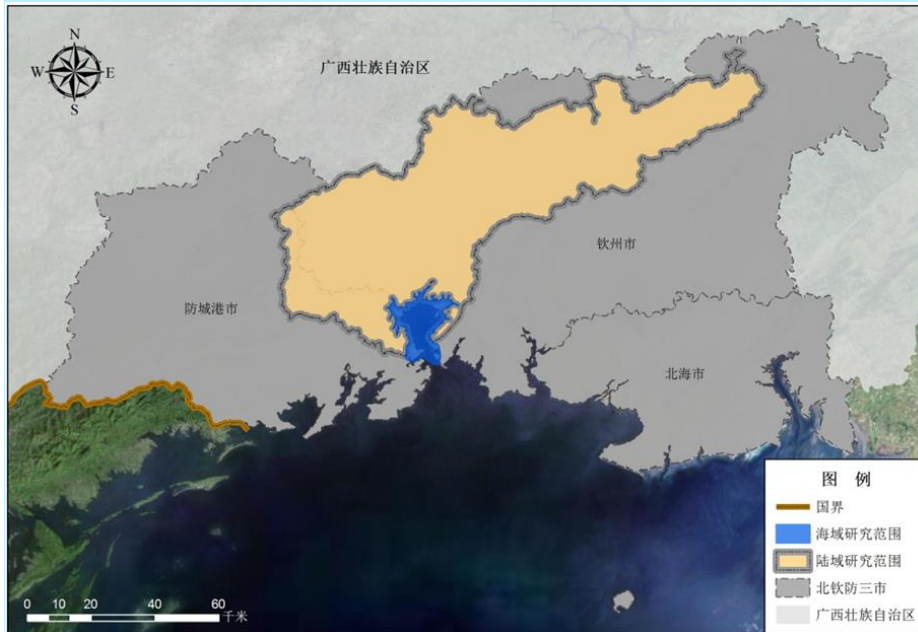 N
W E
S
广西壮族自治区
钦州市
防城港市
北海市
图 例
国界
海域研究范围
陆域研究范围
北钦防三市
广西壮族自治区
0 10 20 40 60
千米